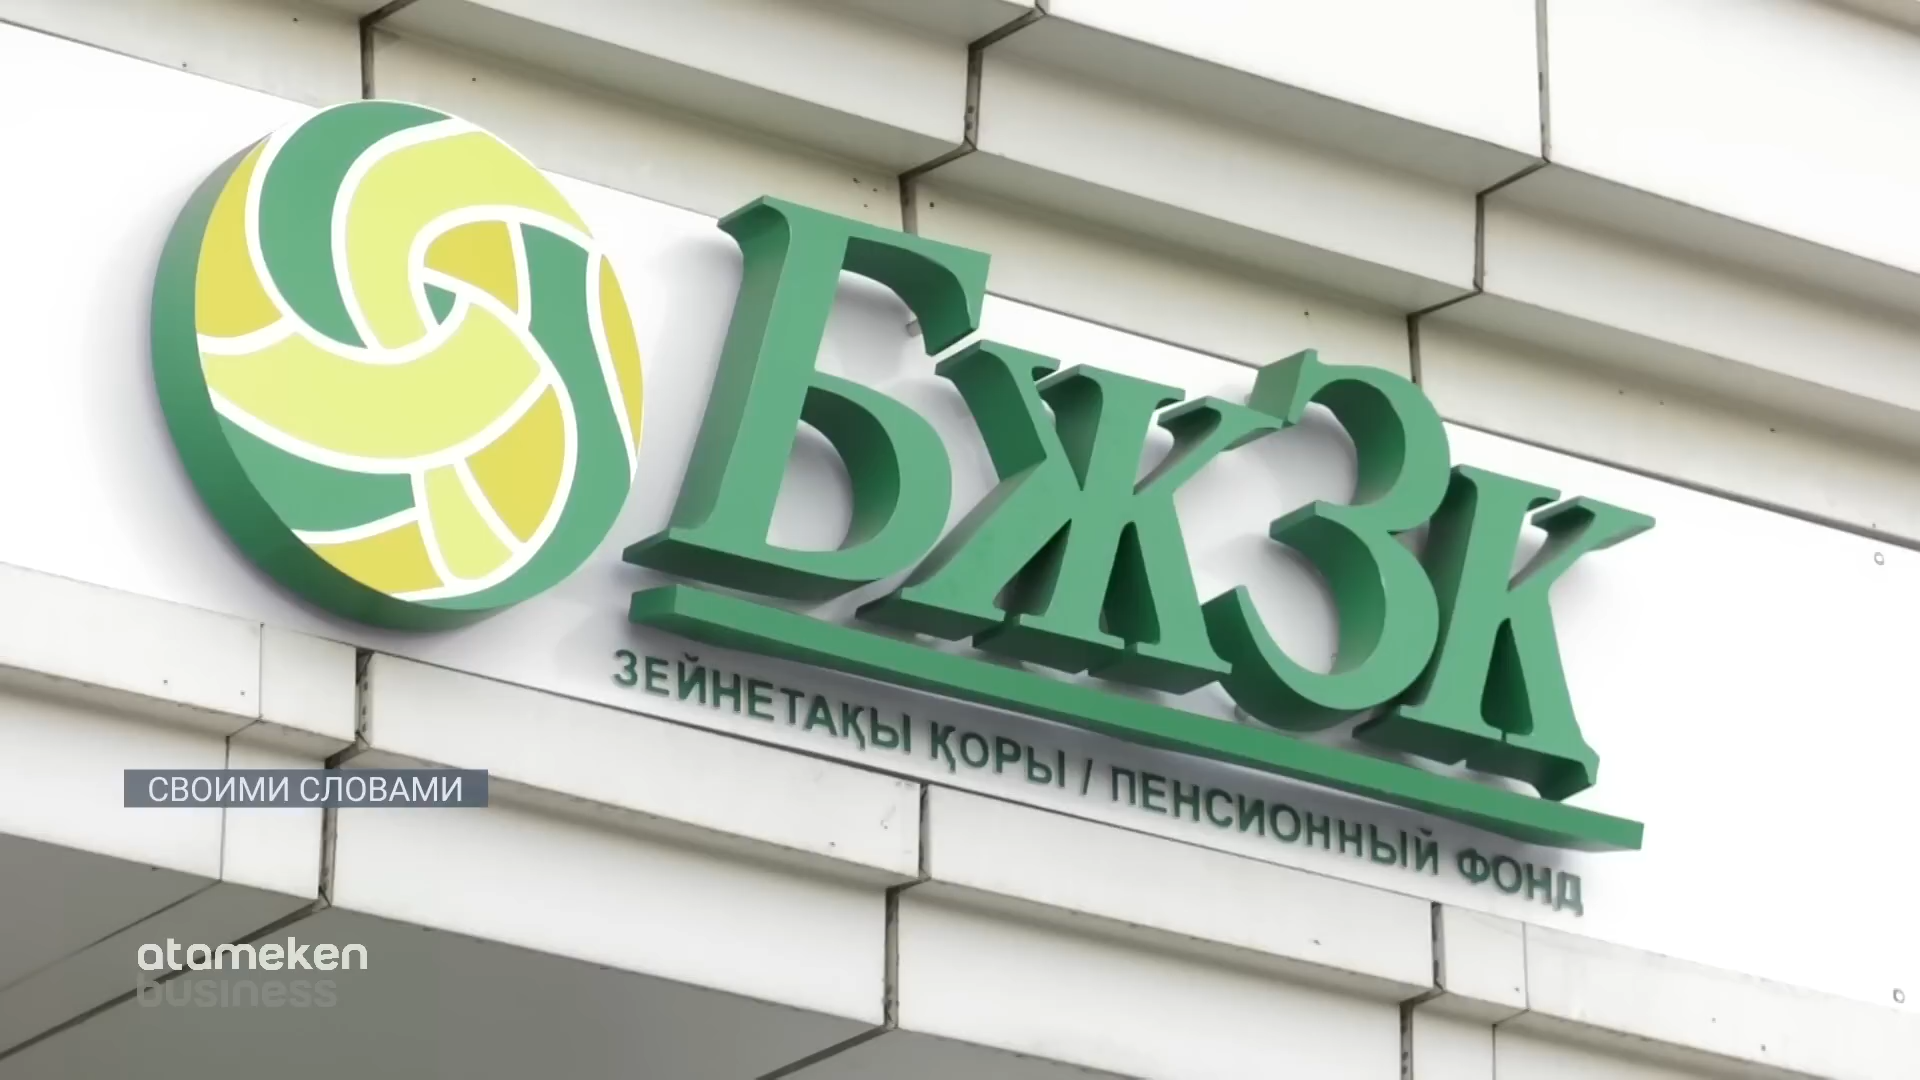 БЖЗК
ЗЕЙНЕТАҚЫ ҚОРЫ / ПЕНСИОННЫЙ ФОНД
СВОИМИ СЛОВАМИ
atameken
business